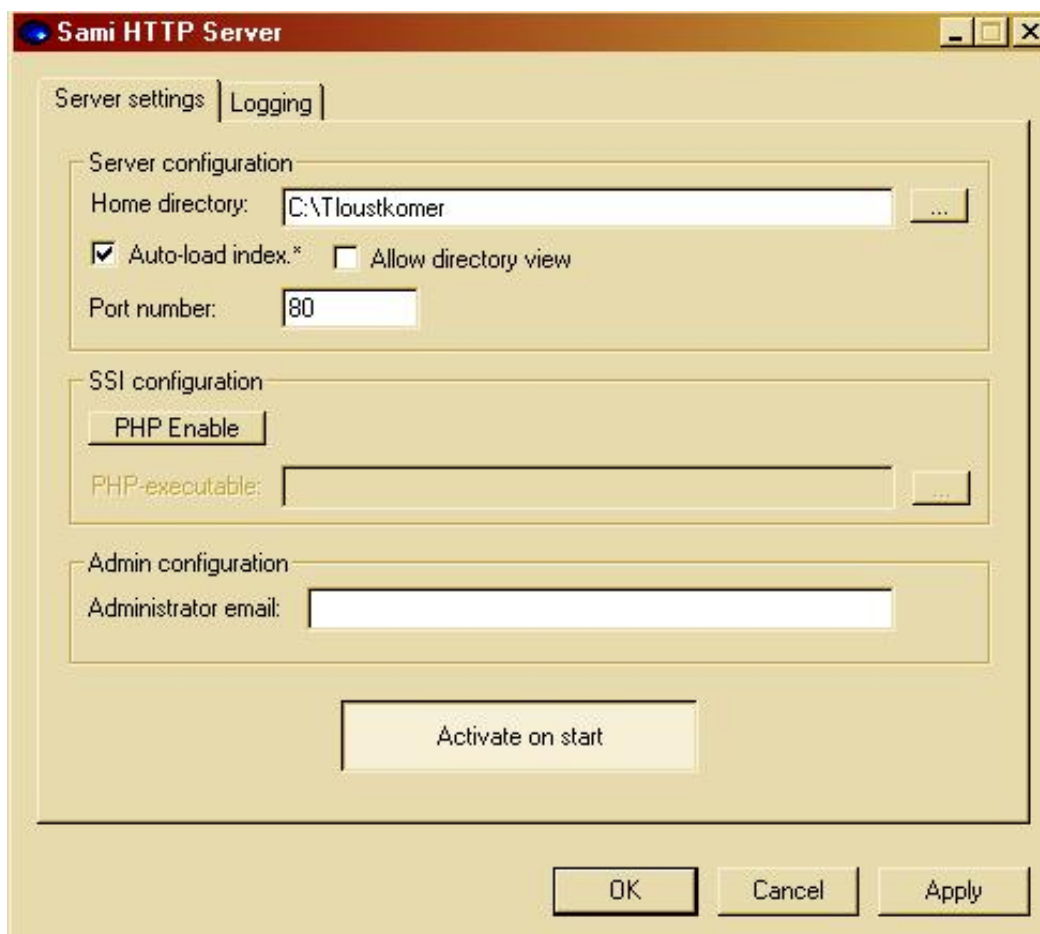 Sami HTTP Server
Server settings Logging
Server configuration
Home directory: C:\Tloustkomer ...
Auto-load index.* Allow directory view
Port number: 80
SSI configuration
PHP Enable
PHP-executable: ...
Admin configuration
Administrator email:
Activate on start
OK Cancel Apply